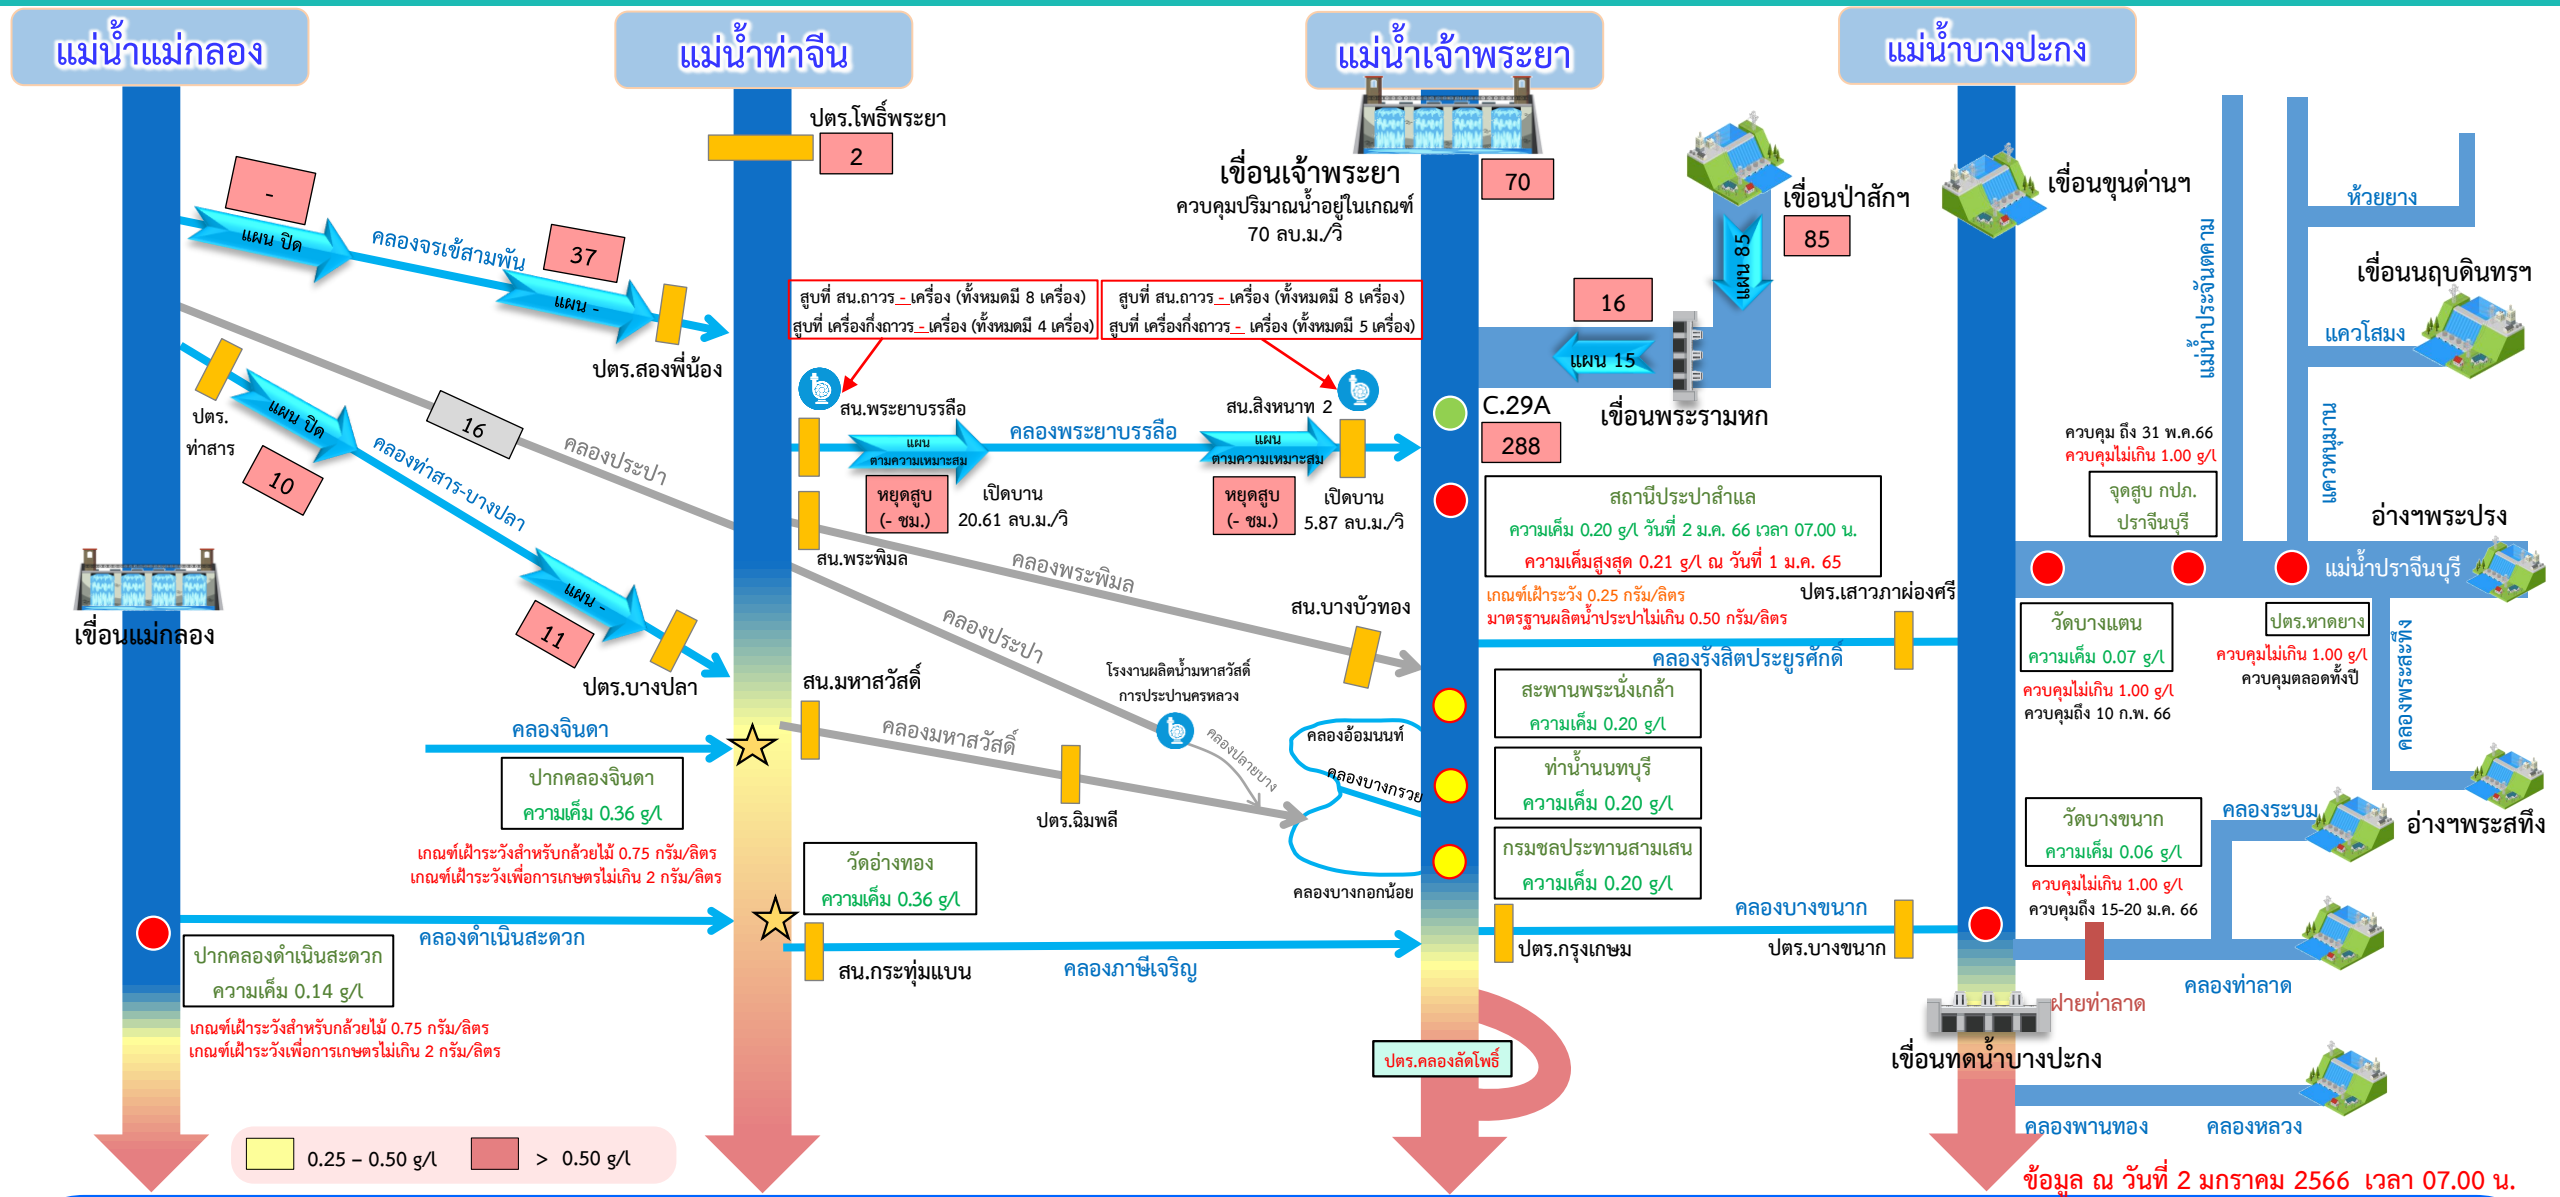 แม่น้ำแม่กลอง
แม่น้ำท่าจีน
แม่น้ำเจ้าพระยา
แม่น้ำบางปะกง
ปตร.โพธิ์พระยา
2
-
แผน ปิด
คลองจรเข้สามพัน
37
แผน -
ปตร.สองพี่น้อง
ปตร.
ท่าสาร
แผน ปิด
10
คลองท่าสาร-บางปลา
แผน -
11
ปตร.บางปลา
16
คลองประปา
เขื่อนแม่กลอง
คลองจินดา
ปากคลองจินดา
ความเค็ม 0.36 g/l
เกณฑ์เฝ้าระวังสำหรับกล้วยไม้ 0.75 กรัม/ลิตร
เกณฑ์เฝ้าระวังเพื่อการเกษตรไม่เกิน 2 กรัม/ลิตร
คลองดำเนินสะดวก
ปากคลองดำเนินสะดวก
ความเค็ม 0.14 g/l
เกณฑ์เฝ้าระวังสำหรับกล้วยไม้ 0.75 กรัม/ลิตร
เกณฑ์เฝ้าระวังเพื่อการเกษตรไม่เกิน 2 กรัม/ลิตร
0.25 – 0.50 g/l
> 0.50 g/l
เขื่อนเจ้าพระยา
ควบคุมปริมาณน้ำอยู่ในเกณฑ์
70 ลบ.ม./วิ
70
สูบที่ สน.ถาวร - เครื่อง (ทั้งหมดมี 8 เครื่อง)
สูบที่ เครื่องกึ่งถาวร - เครื่อง (ทั้งหมดมี 4 เครื่อง)
สูบที่ สน.ถาวร - เครื่อง (ทั้งหมดมี 8 เครื่อง)
สูบที่ เครื่องกึ่งถาวร - เครื่อง (ทั้งหมดมี 5 เครื่อง)
สน.พระยาบรรลือ
แผน
ตามความเหมาะสม
หยุดสูบ
(- ชม.)
เปิดบาน
20.61 ลบ.ม./วิ
คลองพระยาบรรลือ
สน.สิงหนาท 2
แผน
ตามความเหมาะสม
หยุดสูบ
(- ชม.)
เปิดบาน
5.87 ลบ.ม./วิ
สน.พระพิมล
คลองพระพิมล
สน.บางบัวทอง
คลองประปา
โรงงานผลิตน้ำมหาสวัสดิ์
การประปานครหลวง
คลองปลายบาง
สน.มหาสวัสดิ์
คลองมหาสวัสดิ์
ปตร.ฉิมพลี
คลองอ้อมนนท์
คลองบางกรวย
คลองบางกอกน้อย
วัดอ่างทอง
ความเค็ม 0.36 g/l
สน.กระทุ่มแบน
คลองภาษีเจริญ
เขื่อนป่าสักฯ
85
แผน 85
16
แผน 15
เขื่อนพระรามหก
C.29A
288
สถานีประปาสำแล
ความเค็ม 0.20 g/l วันที่ 2 ม.ค. 66 เวลา 07.00 น.
ความเค็มสูงสุด 0.21 g/l ณ วันที่ 1 ม.ค. 65
เกณฑ์เฝ้าระวัง 0.25 กรัม/ลิตร
มาตรฐานผลิตน้ำประปาไม่เกิน 0.50 กรัม/ลิตร
ปตร.เสาวภาผ่องศรี
คลองรังสิตประยูรศักดิ์
สะพานพระนั่งเกล้า
ความเค็ม 0.20 g/l
ท่าน้ำนนทบุรี
ความเค็ม 0.20 g/l
กรมชลประทานสามเสน
ความเค็ม 0.20 g/l
ปตร.กรุงเกษม
คลองบางขนาก
ปตร.บางขนาก
ปตร.คลองลัดโพธิ์
เขื่อนขุนด่านฯ
แม่น้ำประจันตคาม
ห้วยยาง
เขื่อนนฤบดินทรฯ
แควโสมง
แควหนุมาน
ควบคุม ถึง 31 พ.ค.66
ควบคุมไม่เกิน 1.00 g/l
จุดสูบ กปภ.
ปราจีนบุรี
อ่างฯพระปรง
แม่น้ำปราจีนบุรี
วัดบางแตน
ความเค็ม 0.07 g/l
ควบคุมไม่เกิน 1.00 g/l
ควบคุมถึง 10 ก.พ. 66
ปตร.หาดยาง
ควบคุมไม่เกิน 1.00 g/l
ควบคุมตลอดทั้งปี
คลองพระสะทึง
อ่างฯพระสทึง
คลองระบม
วัดบางขนาก
ความเค็ม 0.06 g/l
ควบคุมไม่เกิน 1.00 g/l
ควบคุมถึง 15-20 ม.ค. 66
คลองท่าลาด
ฝายท่าลาด
เขื่อนทดน้ำบางปะกง
คลองพานทอง
คลองหลวง
ข้อมูล ณ วันที่ 2 มกราคม 2566 เวลา 07.00 น.